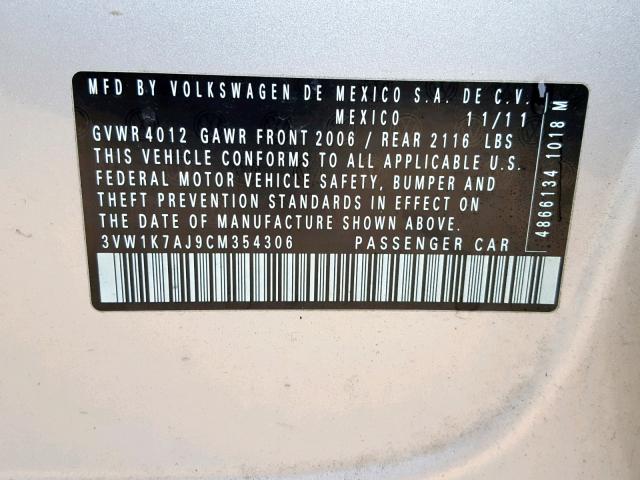 MFD BY VOLKSWAGEN DE MEXICO S.A. DE C.V.
MEXICO 11/11
GVWR 4012 GAWR FRONT 2006 / REAR 2116 LBS
THIS VEHICLE CONFORMS TO ALL APPLICABLE U.S.
FEDERAL MOTOR VEHICLE SAFETY, BUMPER AND
THEFT PREVENTION STANDARDS IN EFFECT ON
THE DATE OF MANUFACTURE SHOWN ABOVE.
3VW1K7AJ9CM354306 PASSENGER CAR
4866134 1018 M